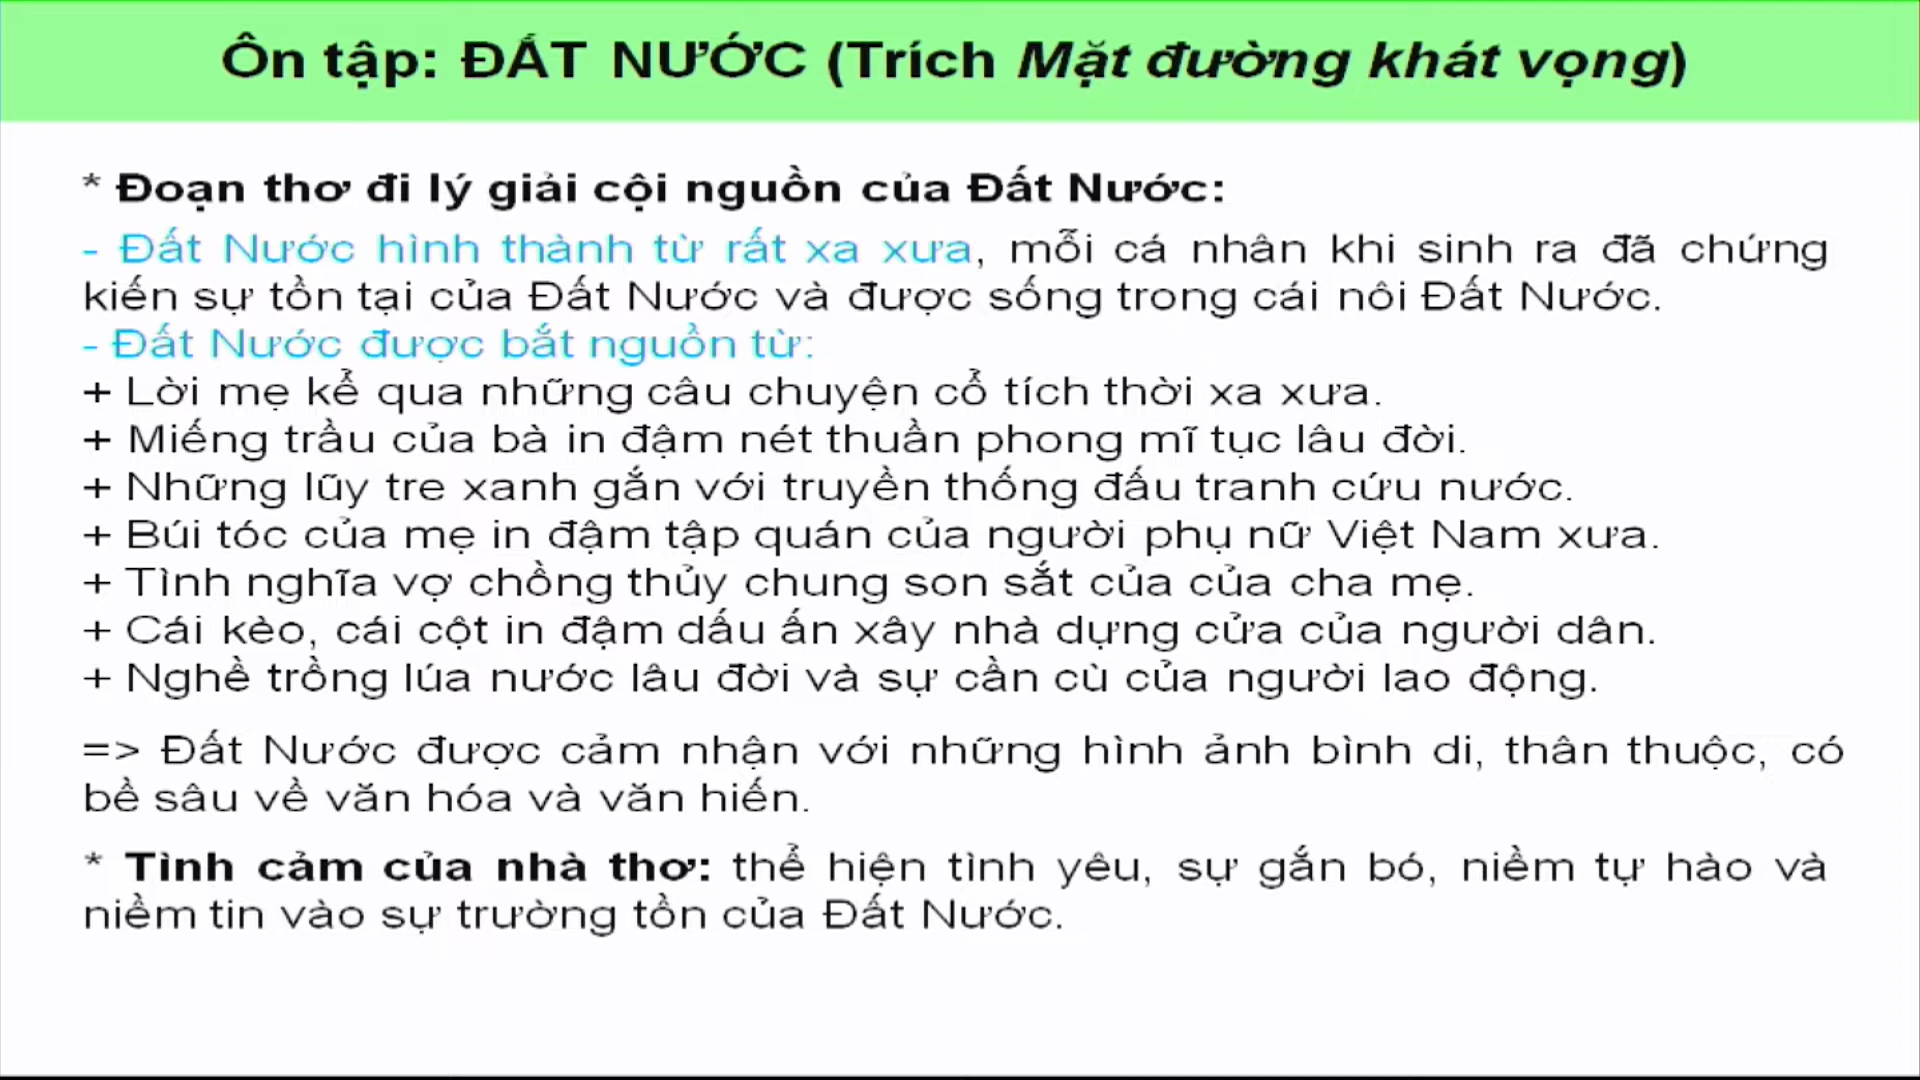 Ôn tập: ĐẤT NƯỚC (Trích Mặt đường khát vọng)
* Đoạn thơ đi lý giải cội nguồn của Đất Nước:
- Đất Nước hình thành từ rất xa xưa, mỗi cá nhân khi sinh ra đã chứng
kiến sự tồn tại của Đất Nước và được sống trong cái nôi Đất Nước.
- Đất Nước được bắt nguồn từ:
+ Lời mẹ kể qua những câu chuyện cổ tích thời xa xưa.
+ Miếng trầu của bà in đậm nét thuần phong mĩ tục lâu đời.
+ Những lũy tre xanh gắn với truyền thống đấu tranh cứu nước.
+ Búi tóc của mẹ in đậm tập quán của người phụ nữ Việt Nam xưa.
+ Tình nghĩa vợ chồng thủy chung son sắt của của cha mẹ.
+ Cái kèo, cái cột in đậm dấu ấn xây nhà dựng cửa của người dân.
+ Nghề trồng lúa nước lâu đời và sự cần cù của người lao động.
=> Đất Nước được cảm nhận với những hình ảnh bình di, thân thuộc, có
bề sâu về văn hóa và văn hiến.
* Tình cảm của nhà thơ: thể hiện tình yêu, sự gắn bó, niềm tự hào và
niềm tin vào sự trường tồn của Đất Nước.